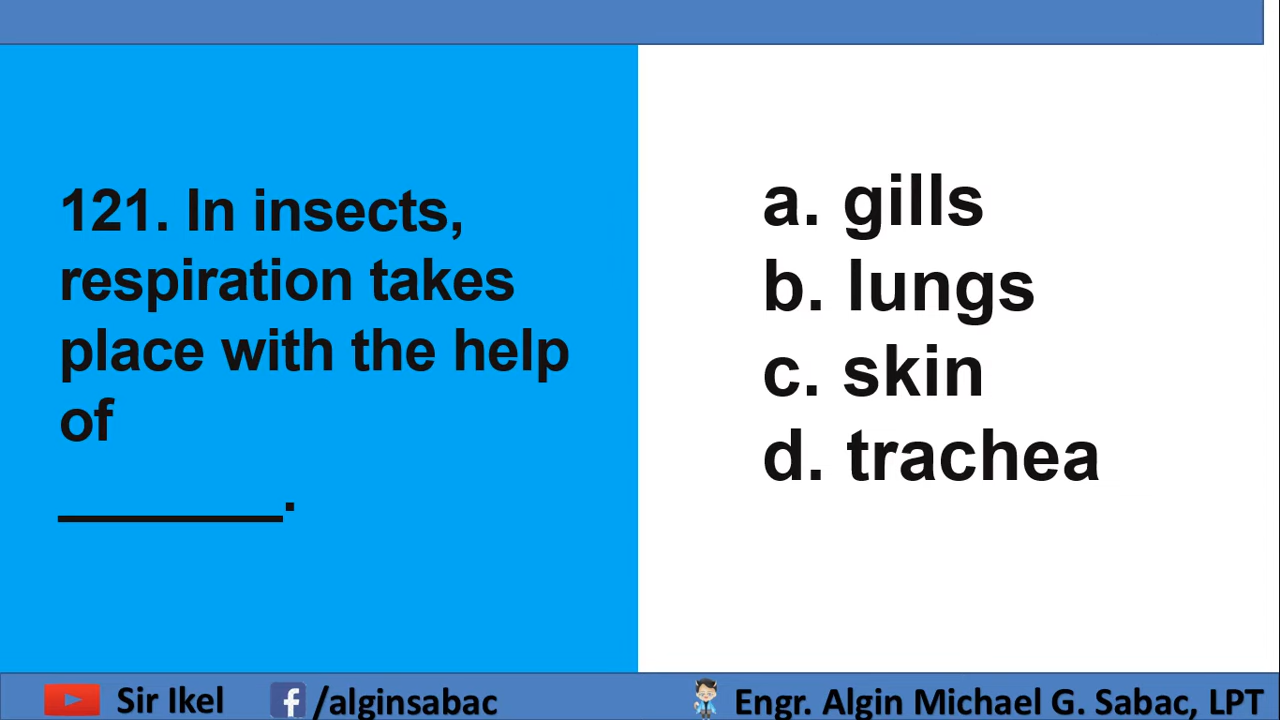 121. In insects,
respiration takes
place with the help
of
_______.
a. gills
b. lungs
c. skin
d. trachea
Sir Ikel
/alginsabac
Engr. Algin Michael G. Sabac, LPT